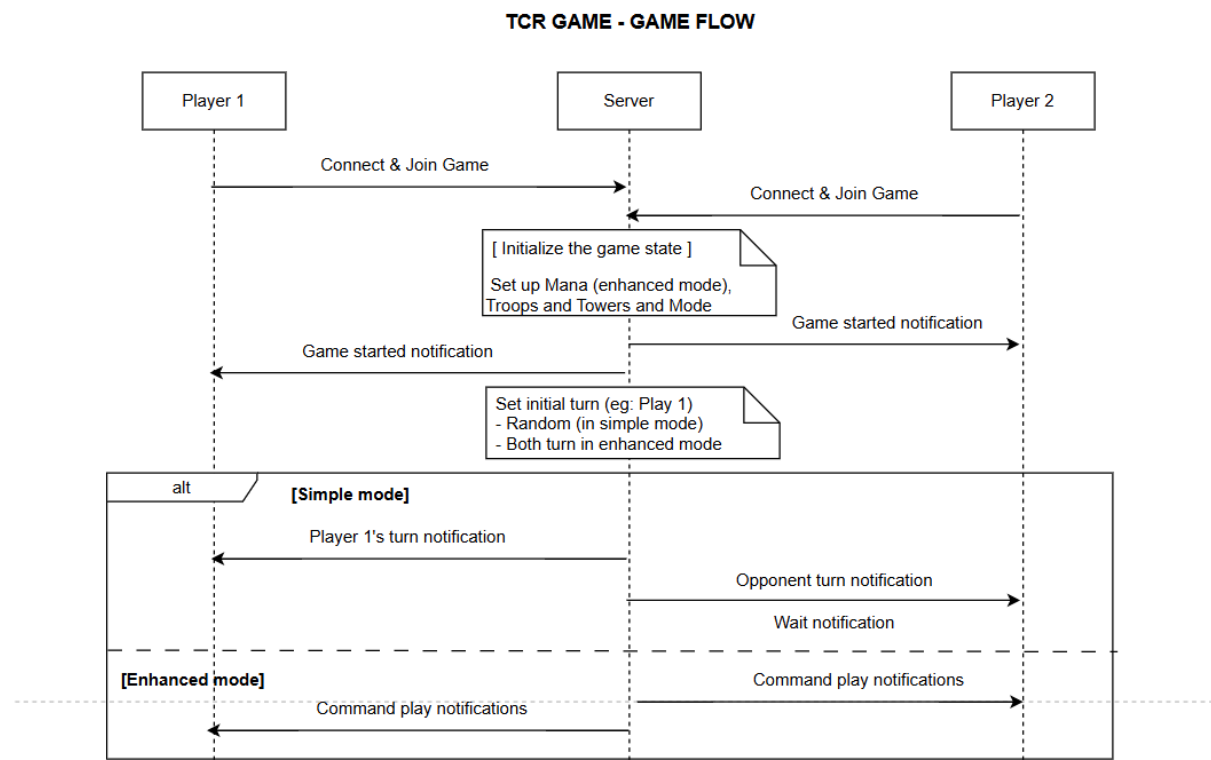 TCR GAME - GAME FLOW
Player 1
Server
Player 2
Connect & Join Game
Connect & Join Game
[ Initialize the game state ]
Set up Mana (enhanced mode),
Troops and Towers and Mode
Game started notification
Game started notification
Set initial turn (eg: Play 1)
- Random (in simple mode)
- Both turn in enhanced mode
alt
[Simple mode]
Player 1's turn notification
Opponent turn notification
Wait notification
[Enhanced mode]
Command play notifications
Command play notifications